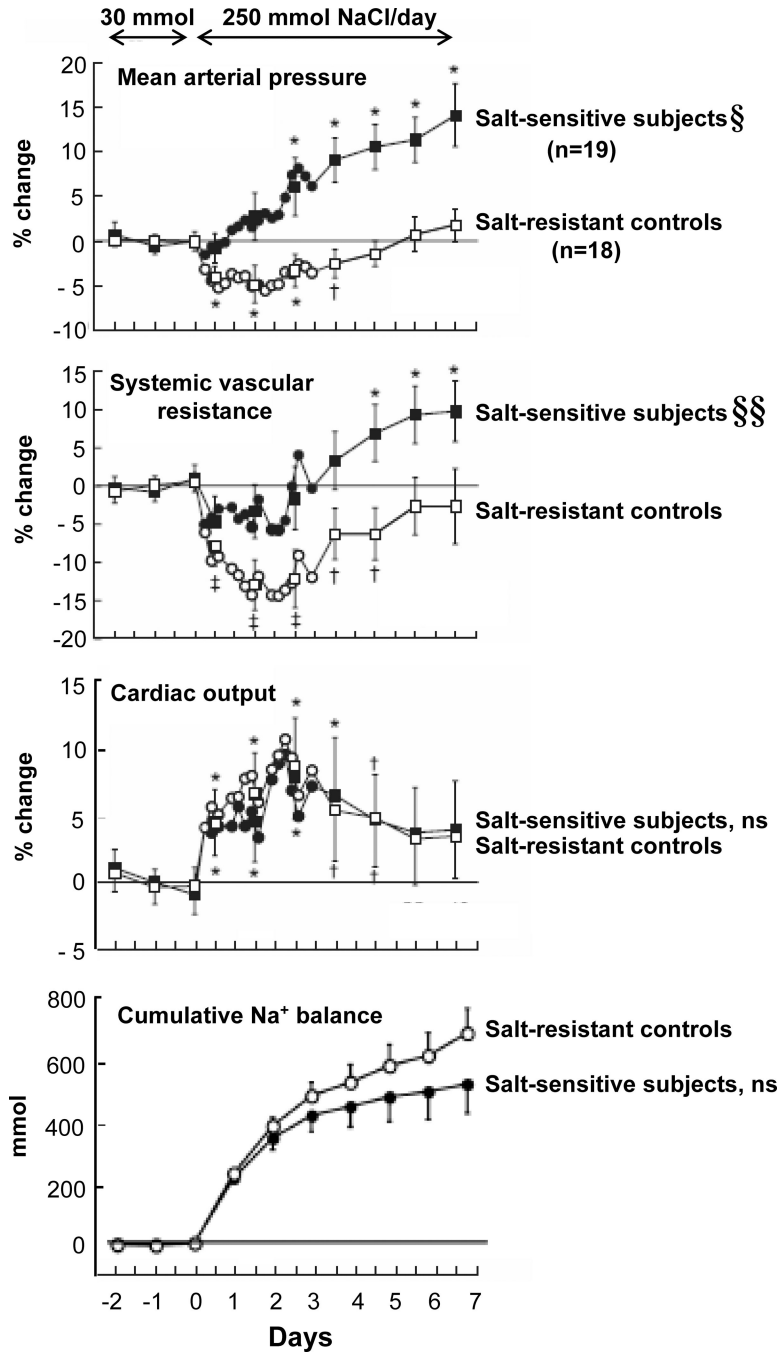 30 mmol 250 mmol NaCl/day
Mean arterial pressure
% change
20
15
10
5
0
- 5
-10
*
*
*
*
*
*
*
*
*
†
Salt-sensitive subjects §
(n=19)
Salt-resistant controls
(n=18)
Systemic vascular
resistance
% change
15
10
5
0
- 5
-10
-15
-20
*
*
*
‡
‡
‡
†
†
Salt-sensitive subjects §§
Salt-resistant controls
Cardiac output
% change
15
10
5
0
- 5
*
*
*
*
†
*
*
*
†
†
Salt-sensitive subjects, ns
Salt-resistant controls
Cumulative Na+ balance
mmol
800
600
400
200
0
Salt-resistant controls
Salt-sensitive subjects, ns
-2 -1 0 1 2 3 4 5 6 7
Days